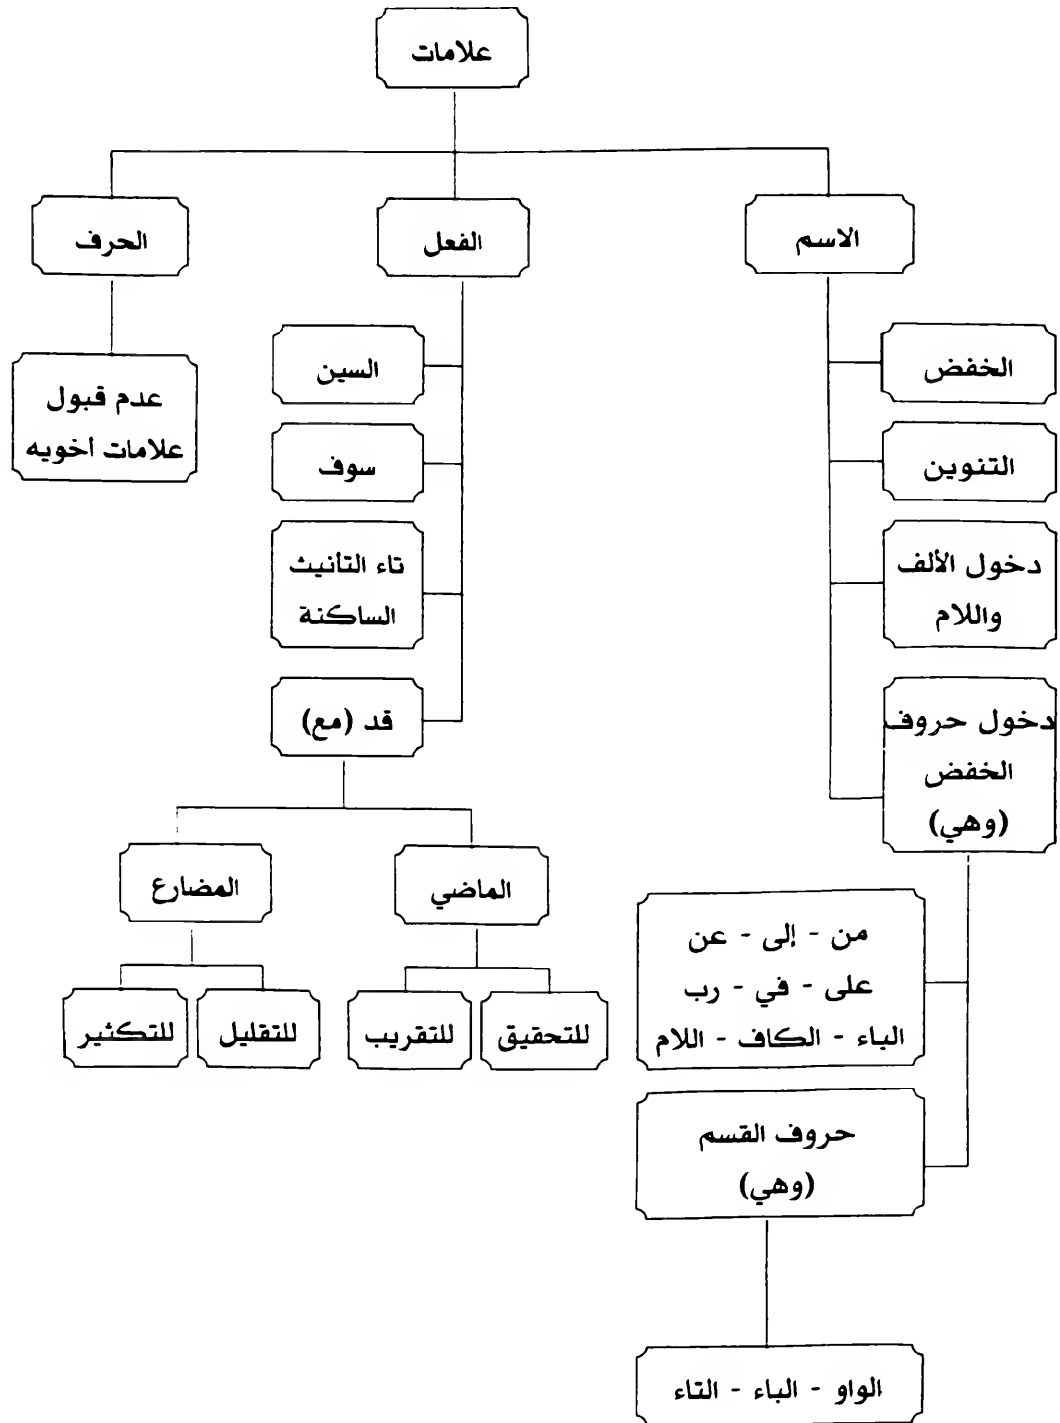 علامات
الاسم
الفعل
الحرف
الخفض
التنوين
دخول الألف
واللام
دخول حروف
الخفض
(وهي)
من - إلى - عن
على - في - رب
الباء - الكاف - اللام
حروف القسم
(وهي)
الواو - الباء - التاء
السين
سوف
تاء التأنيث
الساكنة
قد (مع)
الماضي
المضارع
للتحقيق
للتقريب
للتقليل
للتكثير
عدم قبول
علامات أخويه